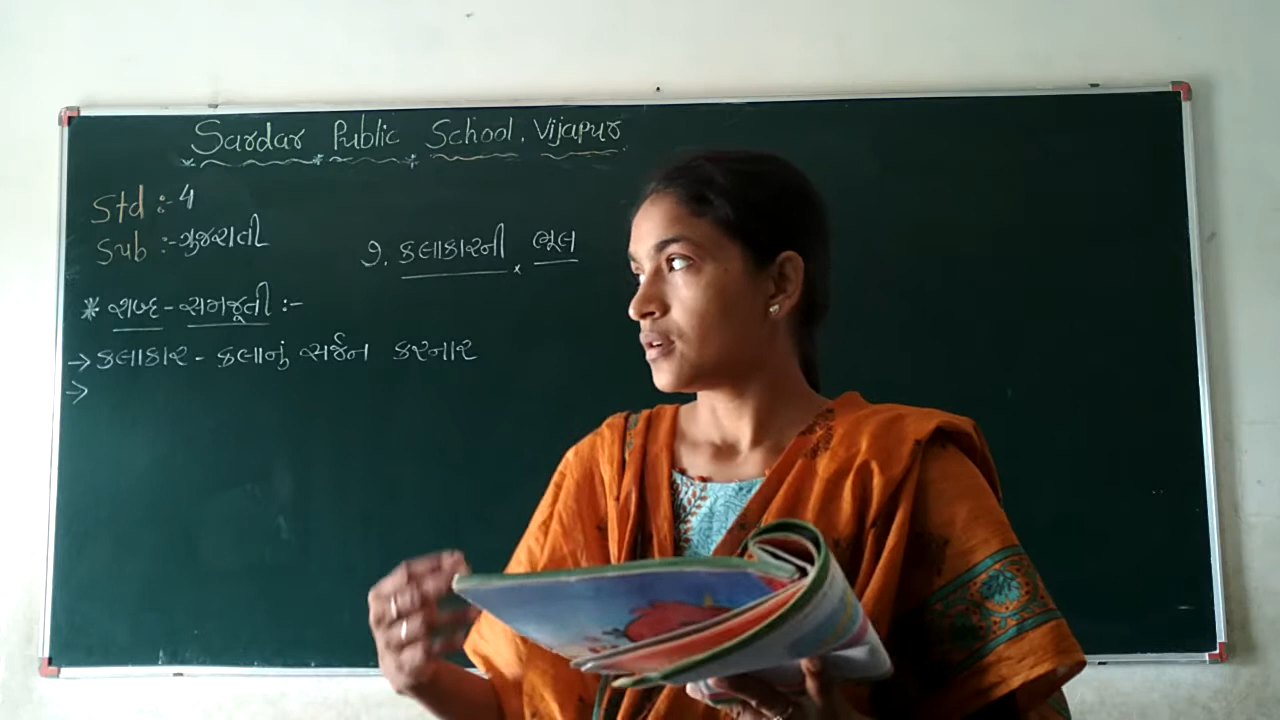 Sardar Public School, Vijapur
Std :- 4
Sub :- ગુજરાતી
૭. કલાકારની ભૂલ
* શબ્દ - સમજૂતી :-
→ કલાકાર - કલાનું સર્જન કરનાર
→